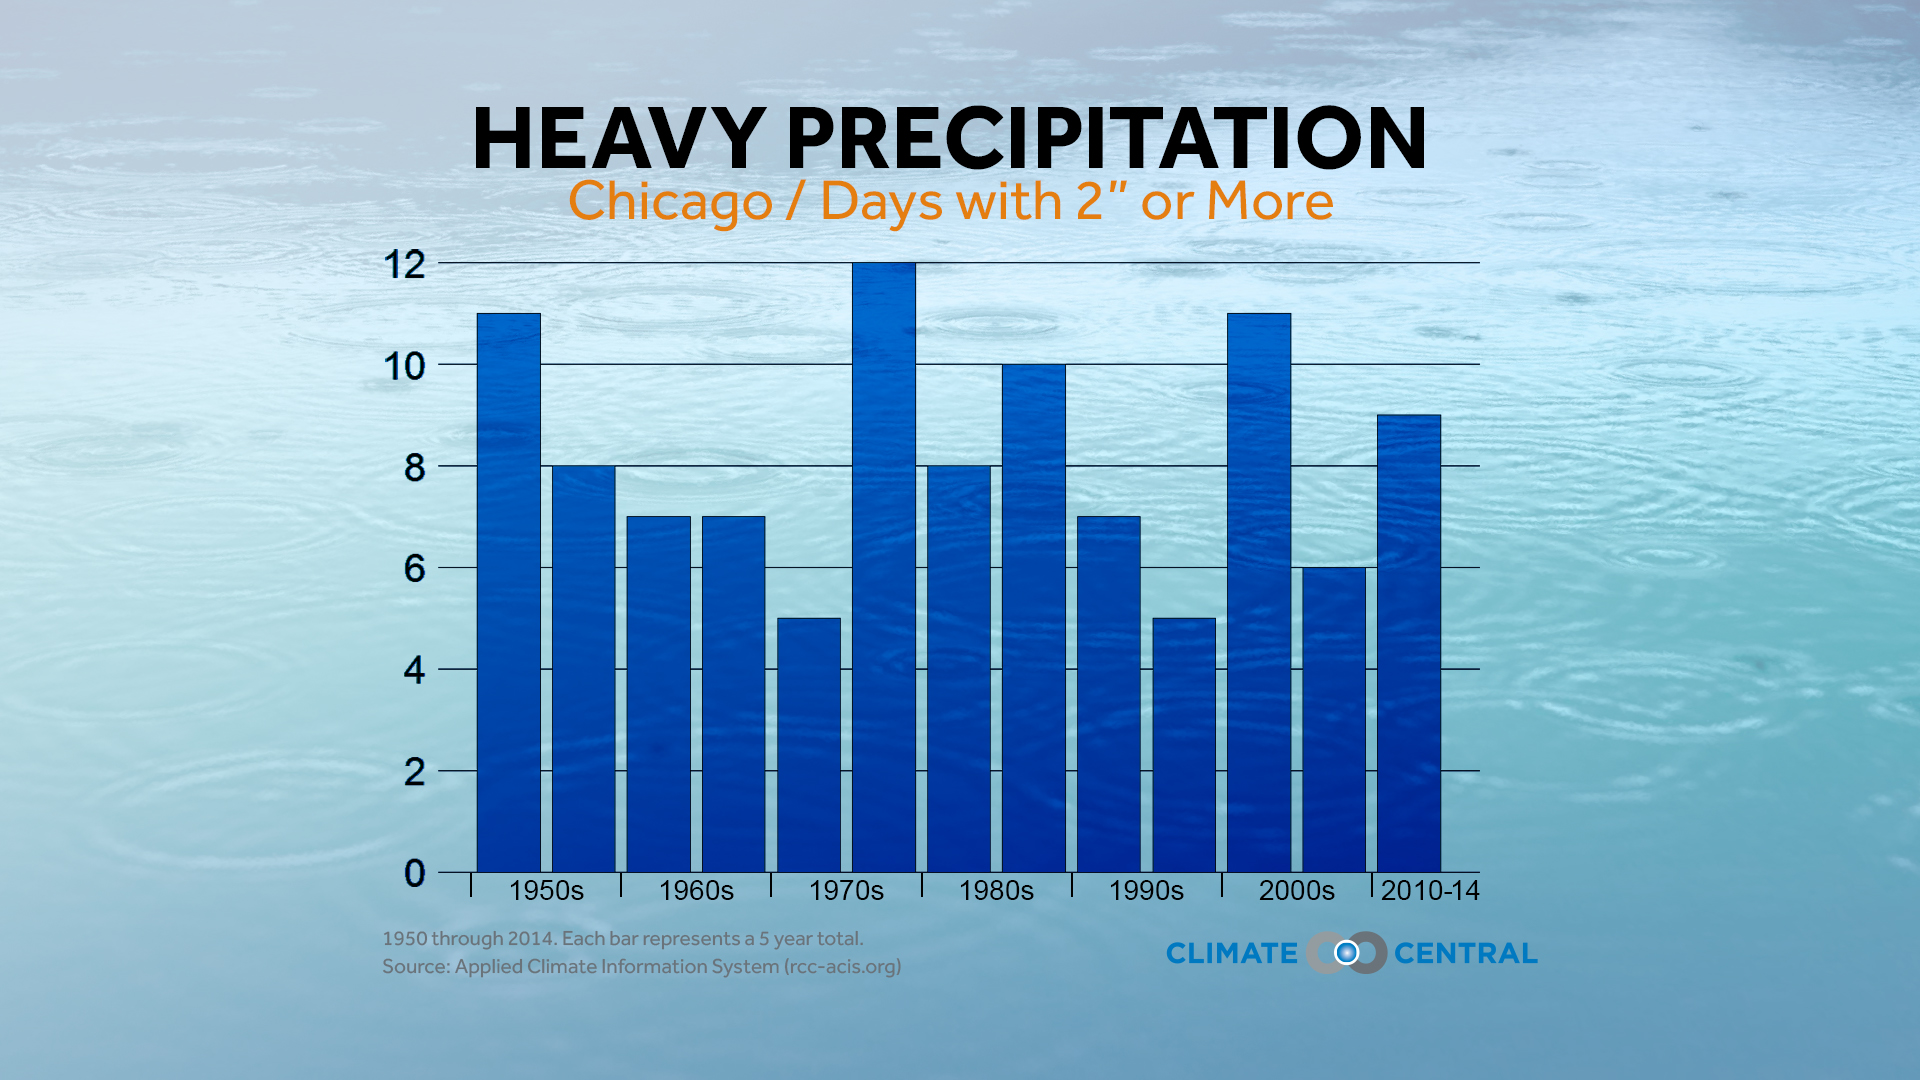 HEAVY PRECIPITATION
Chicago / Days with 2" or More
12
10
8
6
4
2
0
1950s 1960s 1970s 1980s 1990s 2000s 2010-14
1950 through 2014. Each bar represents a 5 year total.
Source: Applied Climate Information System (rcc-acis.org)
CLIMATE CENTRAL